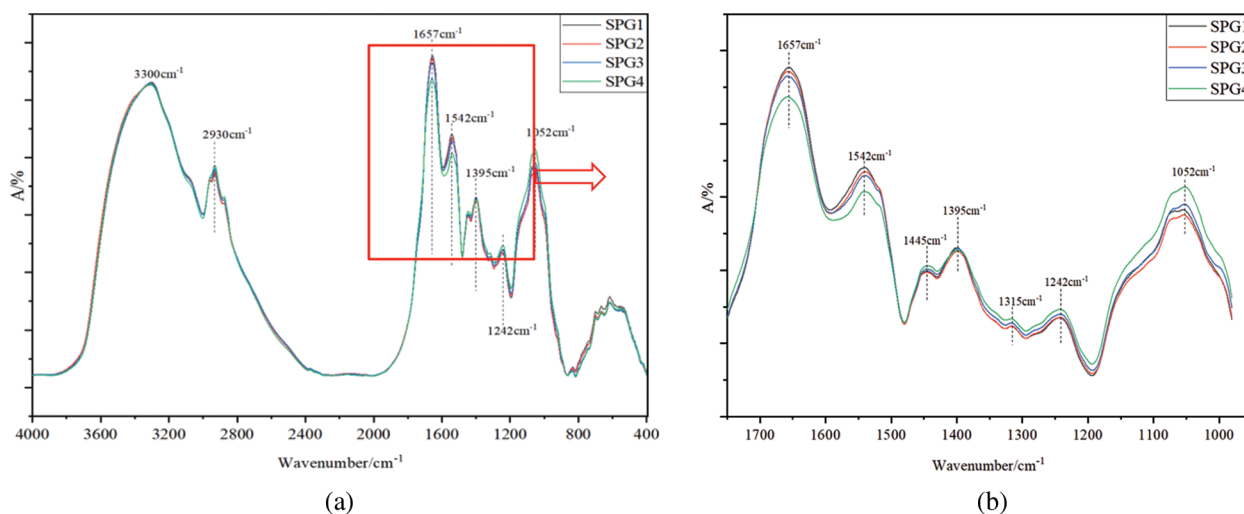 SPG1
SPG2
SPG3
SPG4
1657cm-1
3300cm-1
2930cm-1
1542cm-1
1052cm-1
1395cm-1
1242cm-1
A/%
4000 3600 3200 2800 2400 2000 1600 1200 800 400
Wavenumber/cm-1
(a)
SPG1
SPG2
SPG3
SPG4
1657cm-1
1542cm-1
1052cm-1
1395cm-1
1445cm-1
1315cm-1
1242cm-1
A/%
1700 1600 1500 1400 1300 1200 1100 1000
Wavenumber/cm-1
(b)